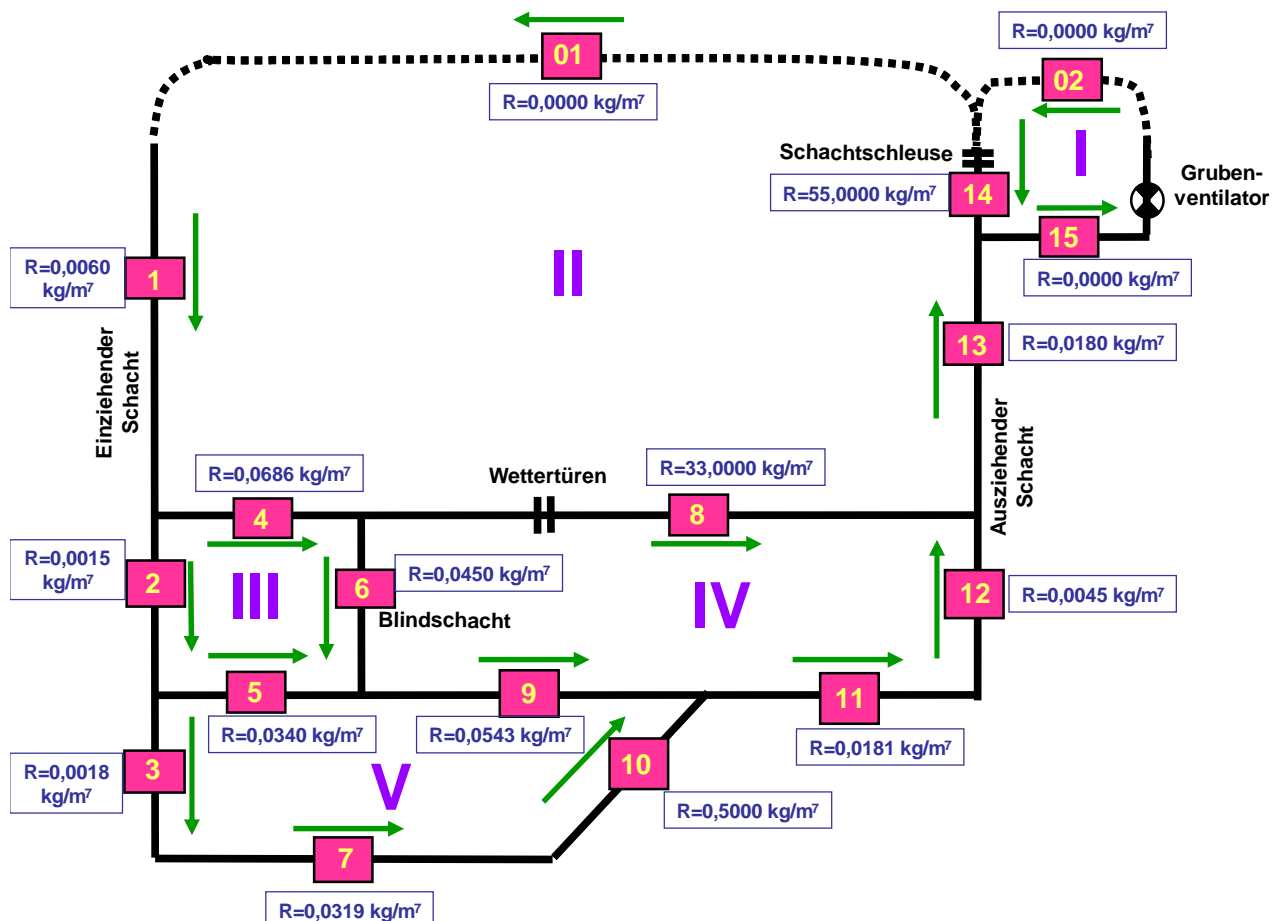 R=0,0000 kg/m⁷
01
02
R=0,0000 kg/m⁷
I
Schachtschleuse
Gruben-
ventilator
R=55,0000 kg/m⁷
14
15
II
R=0,0060
kg/m⁷
1
R=0,0000 kg/m⁷
13
R=0,0180 kg/m⁷
Einziehender
Schacht
Ausziehender
Schacht
Wettertüren
R=0,0686 kg/m⁷
R=33,0000 kg/m⁷
4
8
R=0,0015
kg/m⁷
2
III
6
R=0,0450 kg/m⁷
Blindschacht
IV
12
R=0,0045 kg/m⁷
5
9
11
R=0,0340 kg/m⁷
R=0,0543 kg/m⁷
R=0,0181 kg/m⁷
R=0,0018
kg/m⁷
3
V
10
R=0,5000 kg/m⁷
7
R=0,0319 kg/m⁷